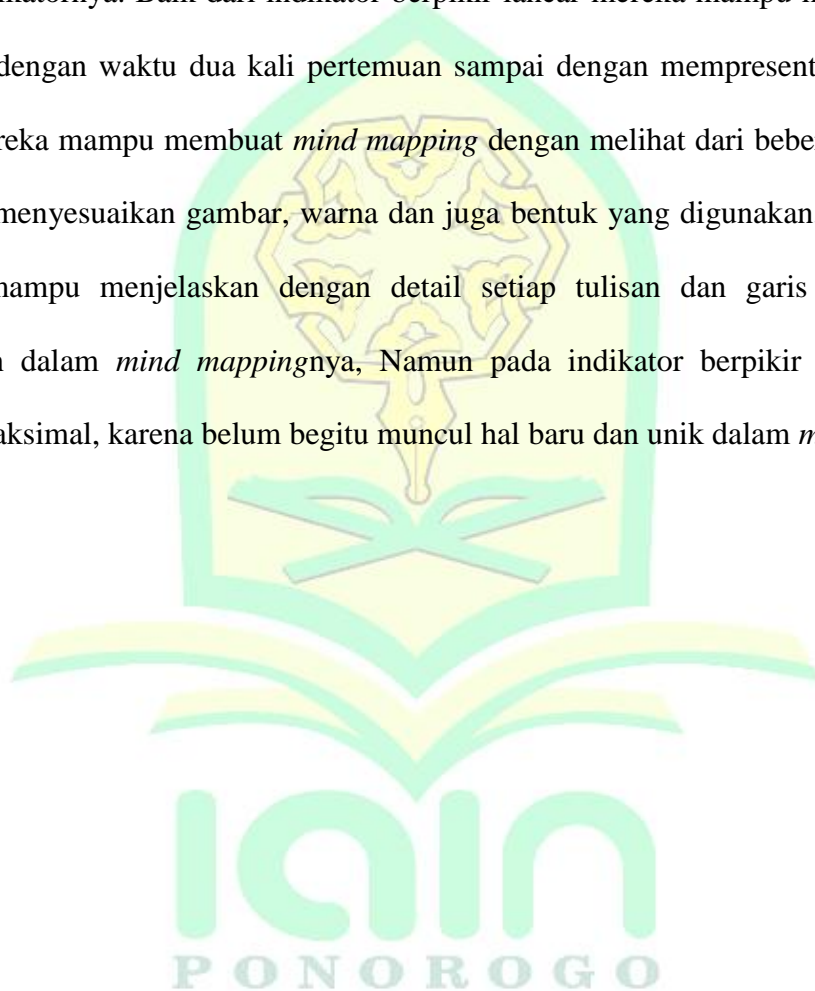 katornya. Baik dari indikator berpikir lancar mereka mampu
dengan waktu dua kali pertemuan sampai dengan mempresent
reka mampu membuat mind mapping dengan melihat dari bebe
menyesuaikan gambar, warna dan juga bentuk yang digunakan
mampu menjelaskan dengan detail setiap tulisan dan garis
dalam mind mappingnya, Namun pada indikator berpikir
aksimal, karena belum begitu muncul hal baru dan unik dalam m
iain
PONOROGO